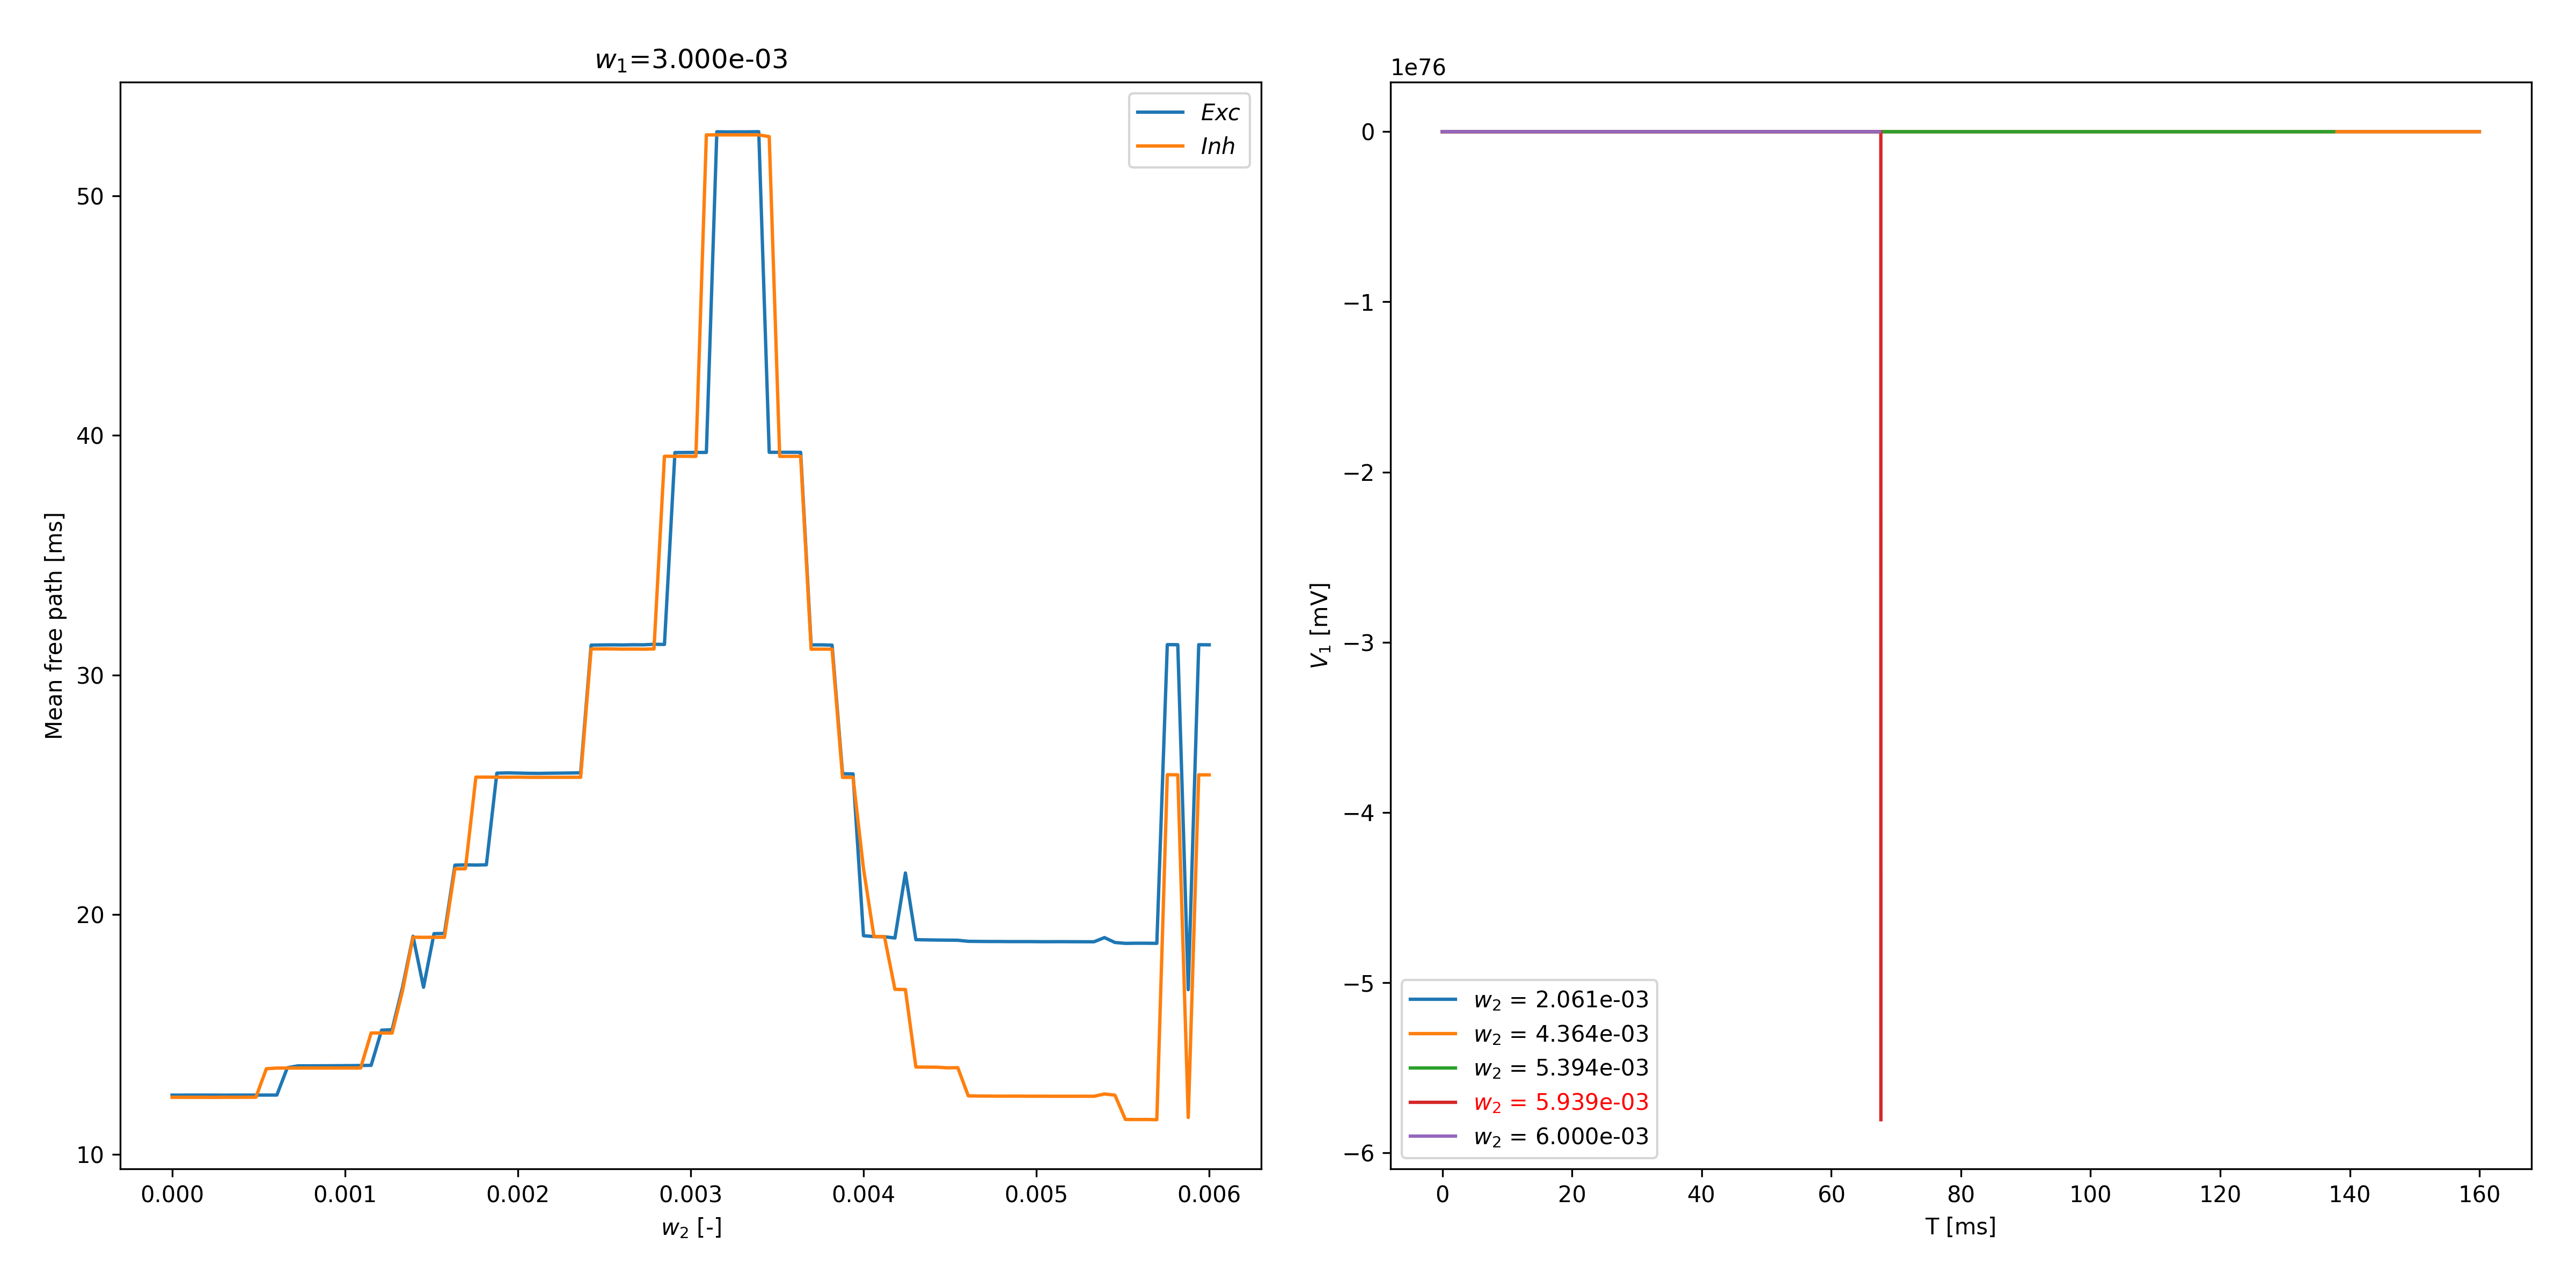 w₁=3.000e-03
Exc
Inh
Mean free path [ms]
50
40
30
20
10
0.000 0.001 0.002 0.003 0.004 0.005 0.006
w₂ [-]
1e76
V₁ [mV]
0
−1
−2
−3
−4
−5
−6
w₂ = 2.061e-03
w₂ = 4.364e-03
w₂ = 5.394e-03
w₂ = 5.939e-03
w₂ = 6.000e-03
0 20 40 60 80 100 120 140 160
T [ms]